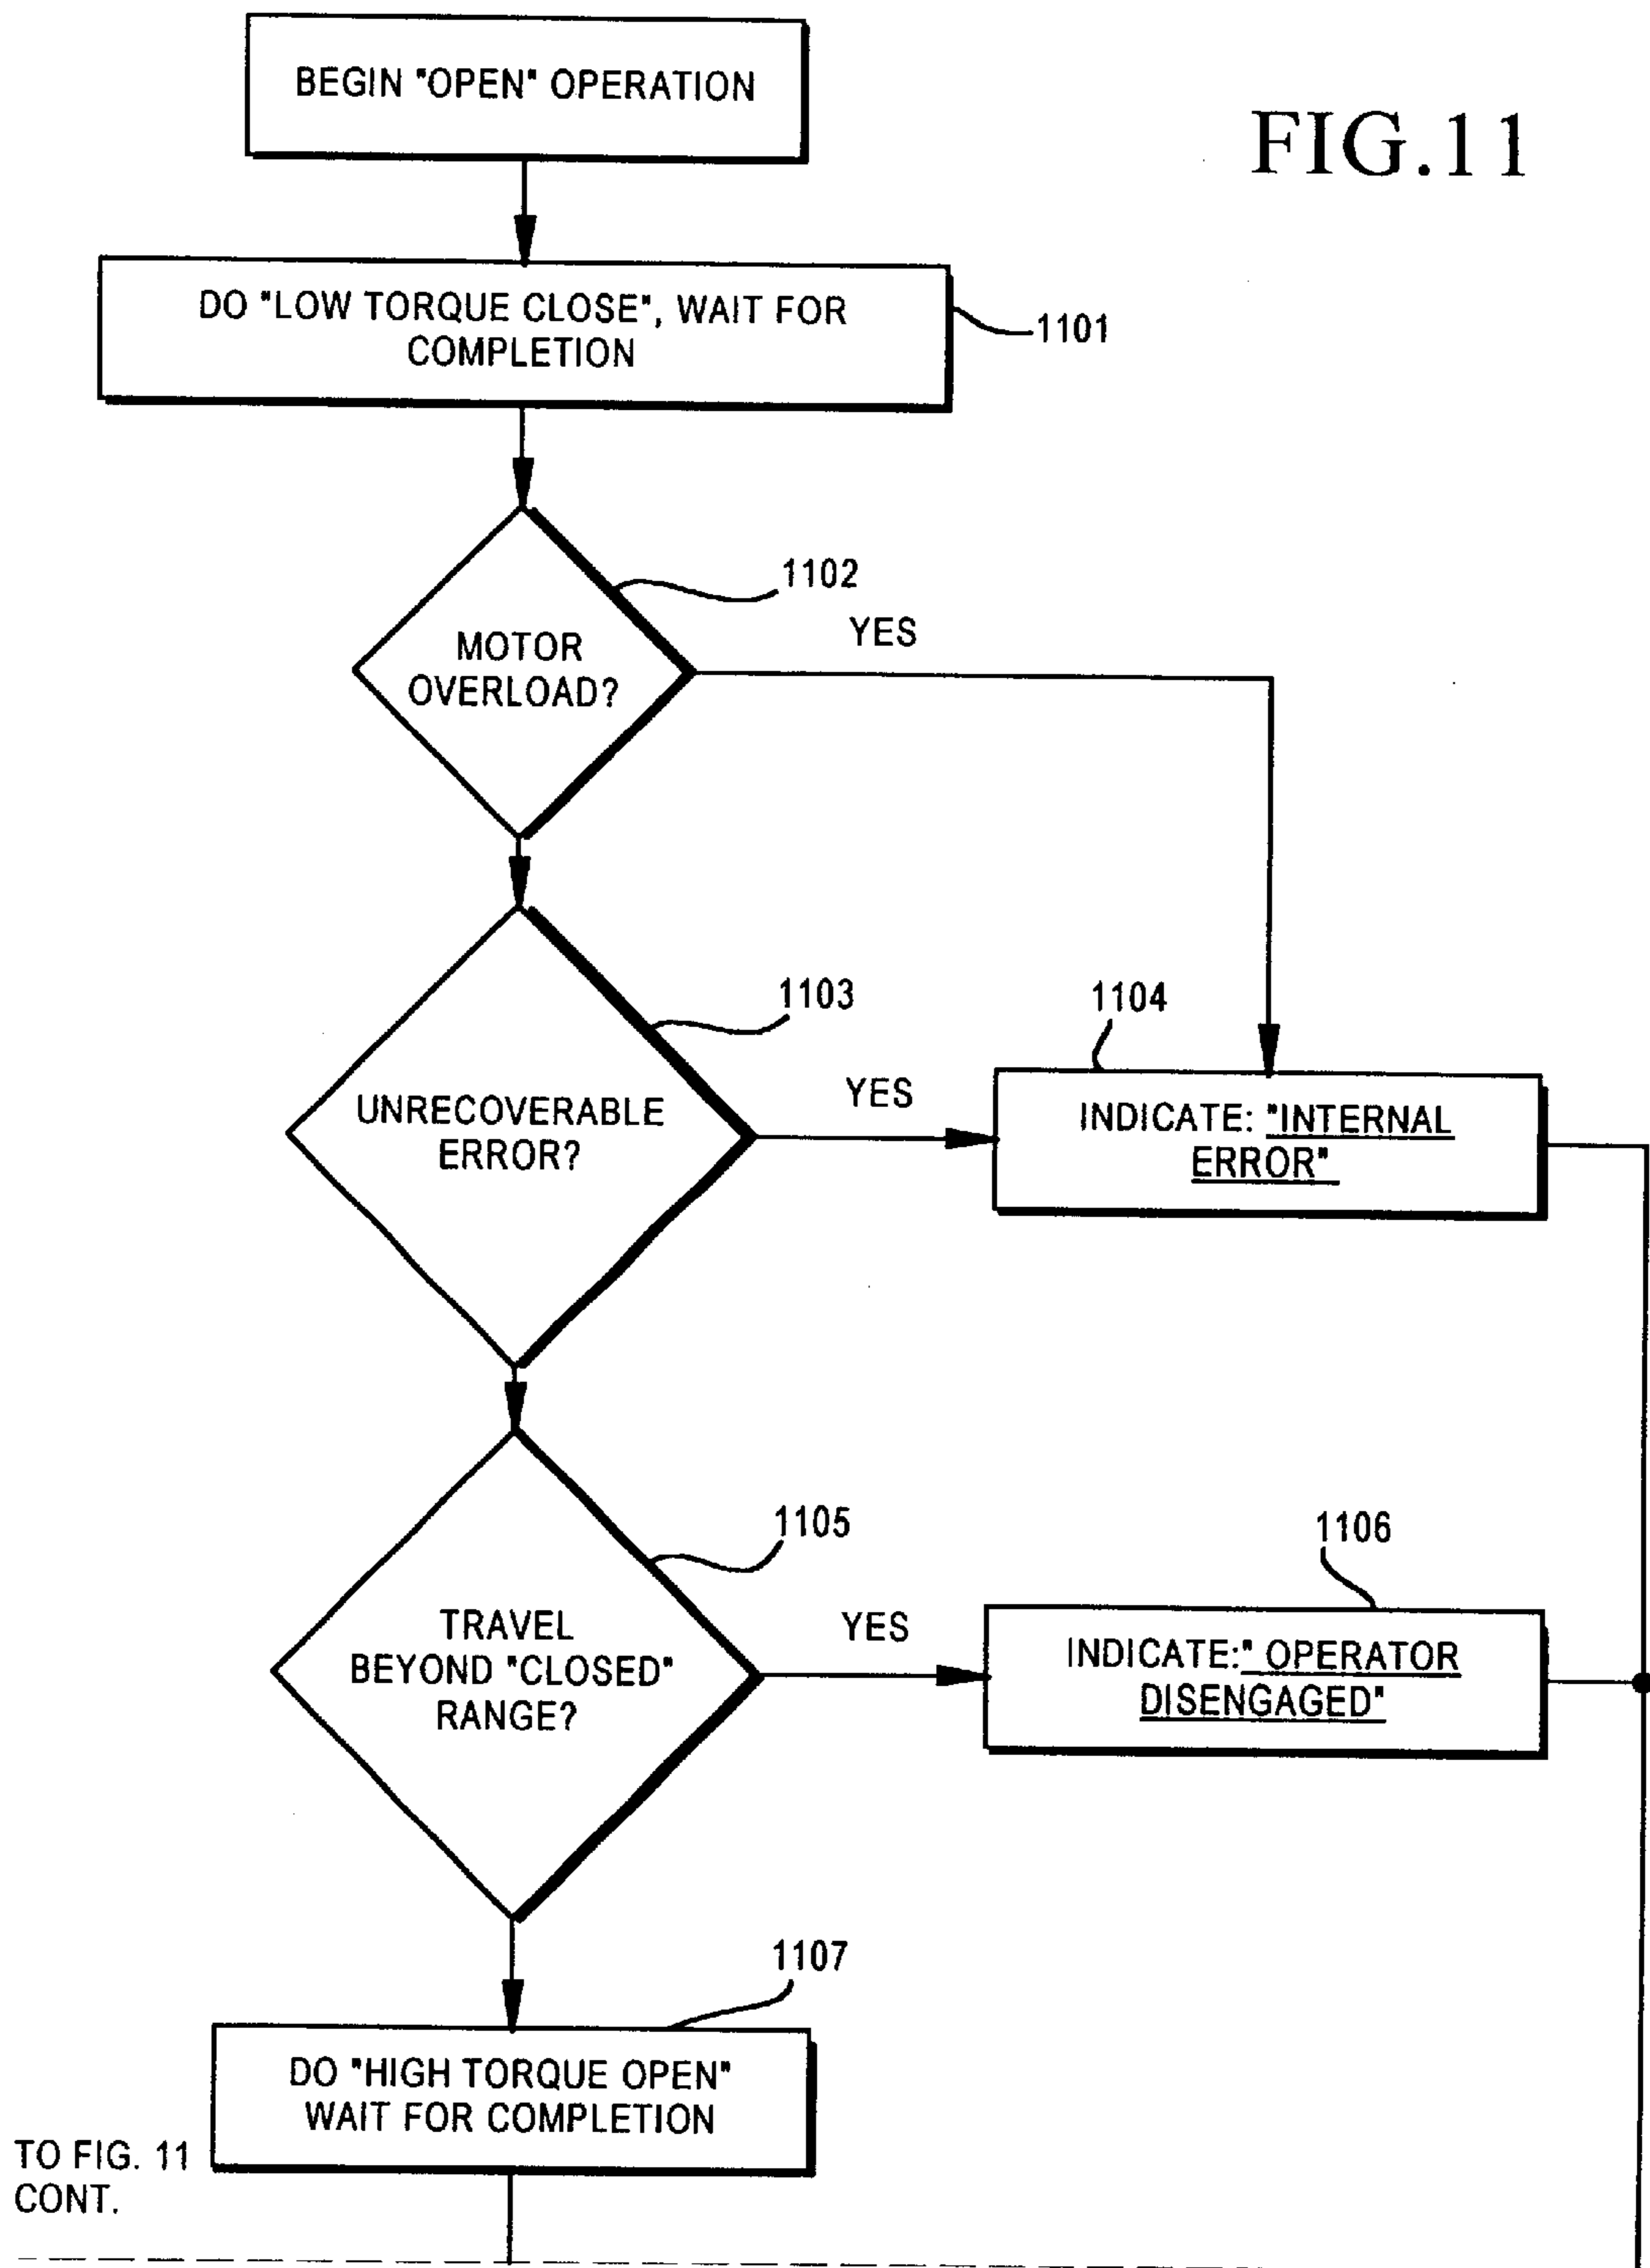 BEGIN "OPEN" OPERATION
FIG.11
DO "LOW TORQUE CLOSE", WAIT FOR
COMPLETION
1101
1102
MOTOR
OVERLOAD?
YES
1103
UNRECOVERABLE
ERROR?
YES
1104
INDICATE: "INTERNAL
ERROR"
1105
TRAVEL
BEYOND "CLOSED"
RANGE?
YES
1106
INDICATE:" OPERATOR
DISENGAGED"
1107
DO "HIGH TORQUE OPEN"
WAIT FOR COMPLETION
TO FIG. 11
CONT.